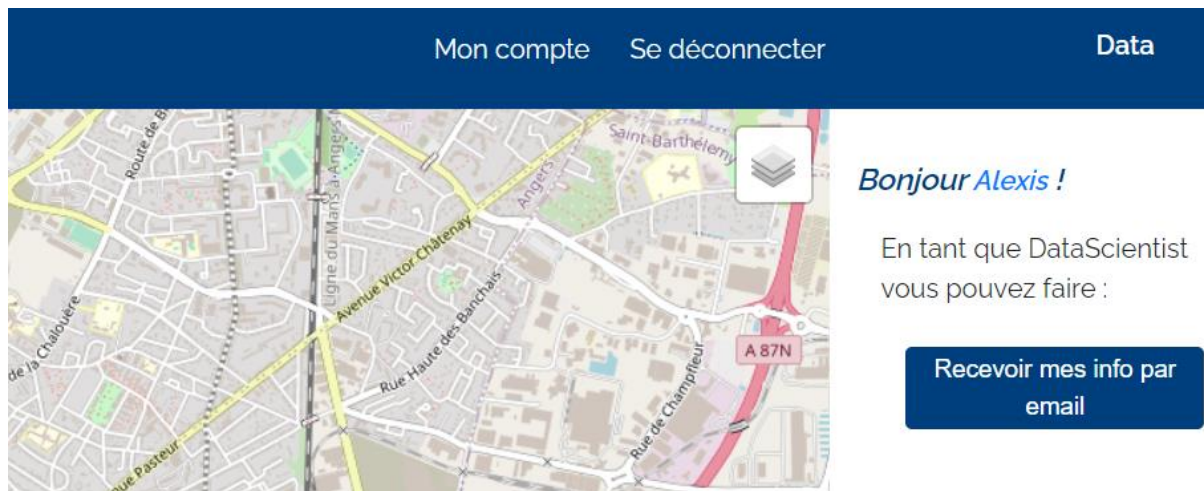 Mon compte
Se déconnecter
Data
Route de B
Ligne du Mans à Angers-M
Saint-Barthélemy
Angers
Avenue Victor Châtenay
Rue Haute des Banchais
de la Chalouère
A 87N
Rue de Champfleur
nue Pasteur
Bonjour Alexis !
En tant que DataScientist
vous pouvez faire :
Recevoir mes info par
email